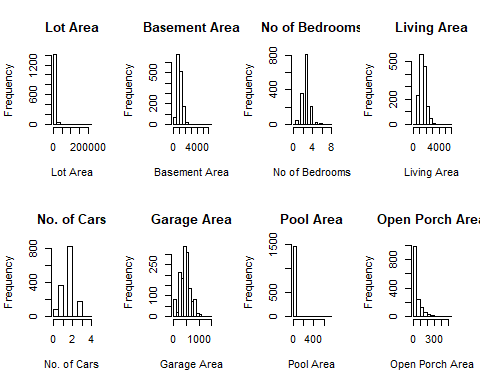 Lot Area
Frequency
0 600 1200
0 200000
Lot Area
Basement Area
Frequency
0 200 500
0 4000
Basement Area
No of Bedrooms
Frequency
0 400 800
0 4 8
No of Bedrooms
Living Area
Frequency
0 200 500
0 4000
Living Area
No. of Cars
Frequency
0 400 800
0 2 4
No. of Cars
Garage Area
Frequency
0 100 250
0 1000
Garage Area
Pool Area
Frequency
0 500 1500
0 400
Pool Area
Open Porch Area
Frequency
0 400 800
0 300
Open Porch Area